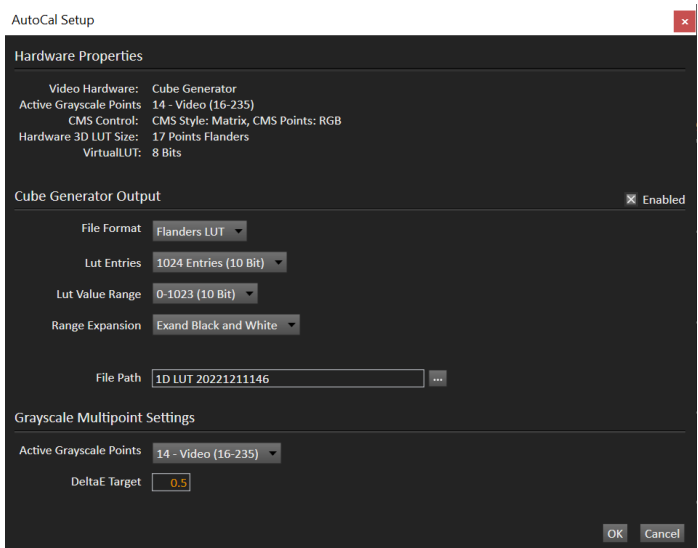 AutoCal Setup
Hardware Properties
Video Hardware: Cube Generator
Active Grayscale Points 14 - Video (16-235)
CMS Control: CMS Style: Matrix, CMS Points: RGB
Hardware 3D LUT Size: 17 Points Flanders
VirtualLUT: 8 Bits
Cube Generator Output
Enabled
File Format Flanders LUT
Lut Entries 1024 Entries (10 Bit)
Lut Value Range 0-1023 (10 Bit)
Range Expansion Exand Black and White
File Path 1D LUT 20221211146 ...
Grayscale Multipoint Settings
Active Grayscale Points 14 - Video (16-235)
DeltaE Target 0.5
OK Cancel